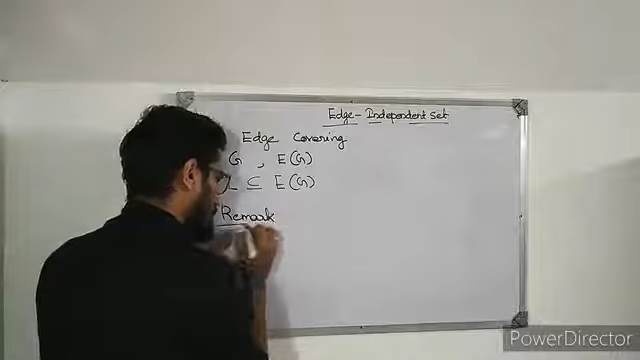 Edge - Independent set
Edge Covering
G , E(G)
L ⊆ E(G)
Remark
PowerDirector